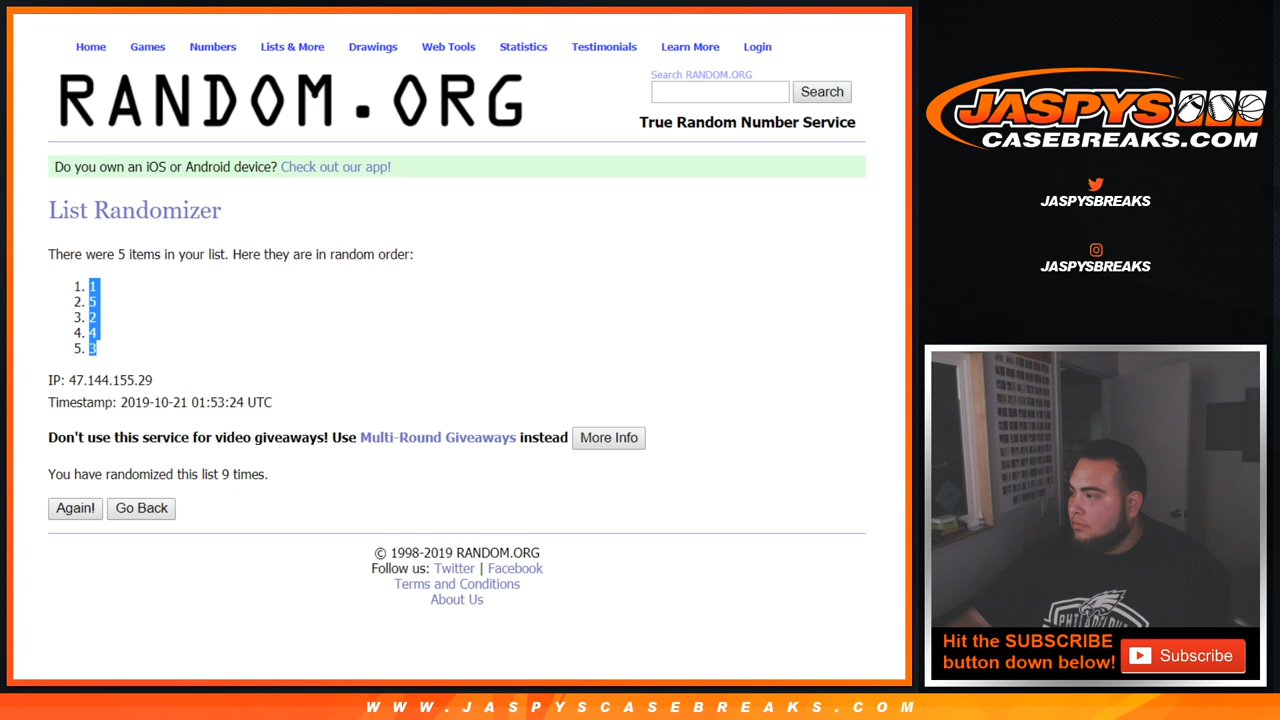 Home Games Numbers Lists & More Drawings Web Tools Statistics Testimonials Learn More Login
RANDOM.ORG
Search RANDOM.ORG
Search
True Random Number Service
Do you own an iOS or Android device? Check out our app!
List Randomizer
There were 5 items in your list. Here they are in random order:
1. 1
2. 5
3. 2
4. 4
5. 3
IP: 47.144.155.29
Timestamp: 2019-10-21 01:53:24 UTC
Don't use this service for video giveaways! Use Multi-Round Giveaways instead More Info
You have randomized this list 9 times.
Again! Go Back
© 1998-2019 RANDOM.ORG
Follow us: Twitter | Facebook
Terms and Conditions
About Us
JASPYS
CASEBREAKS.COM
JASPYSBREAKS
JASPYSBREAKS
PHILADELPHIA
Hit the SUBSCRIBE
button down below!
Subscribe
WWW.JASPYSCASEBREAKS.COM